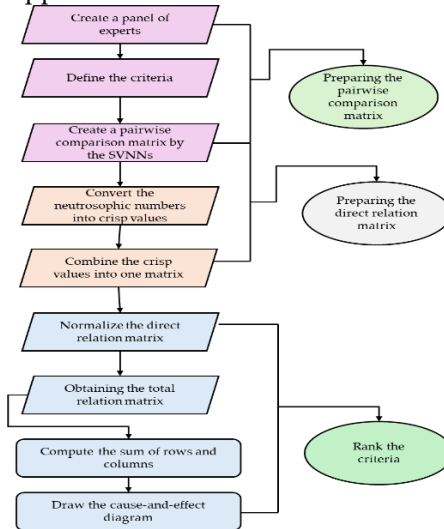 Create a panel of
experts
Define the criteria
Create a pairwise
comparison matrix by
the SVNNs
Convert the
neutrosophic numbers
into crisp values
Combine the crisp
values into one matrix
Normalize the direct
relation matrix
Obtaining the total
relation matrix
Compute the sum of rows and
columns
Draw the cause-and-effect
diagram
Preparing the
pairwise
comparison
matrix
Preparing the
direct relation
matrix
Rank the
criteria